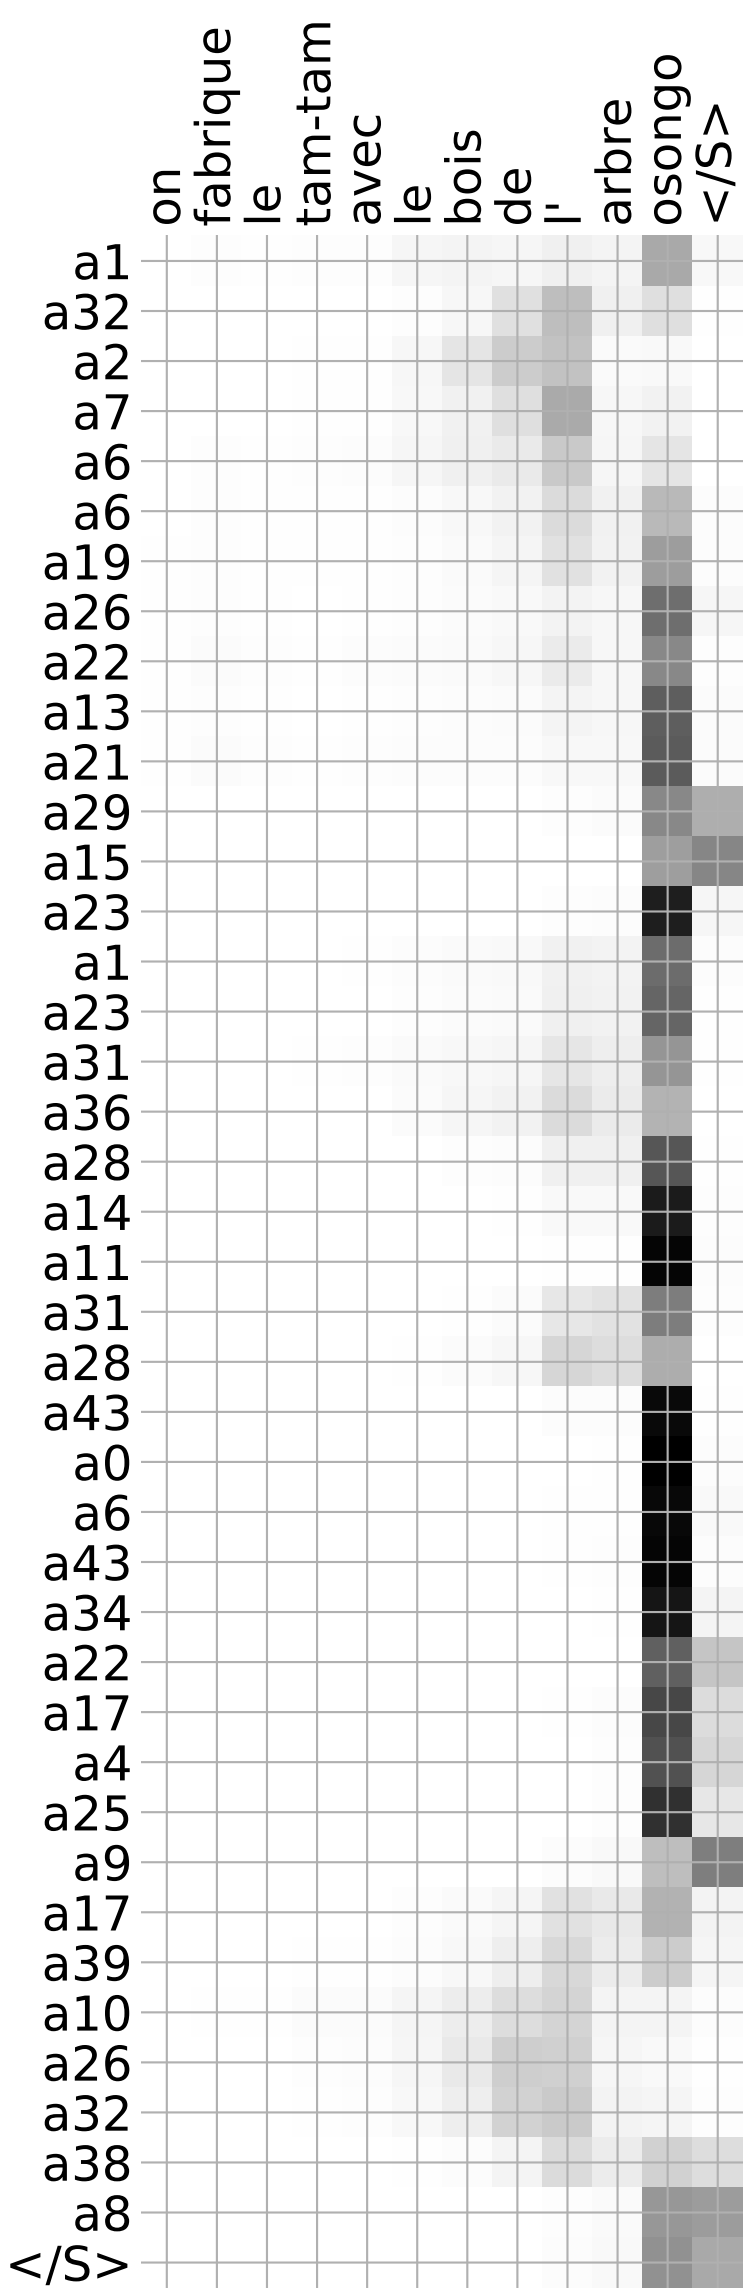 on fabrique le tam-tam avec le bois de l' arbre osongo </S>
a1
a32
a2
a7
a6
a6
a19
a26
a22
a13
a21
a29
a15
a23
a1
a23
a31
a36
a28
a14
a11
a31
a28
a43
a0
a6
a43
a34
a22
a17
a4
a25
a9
a17
a39
a10
a26
a32
a38
a8
</S>